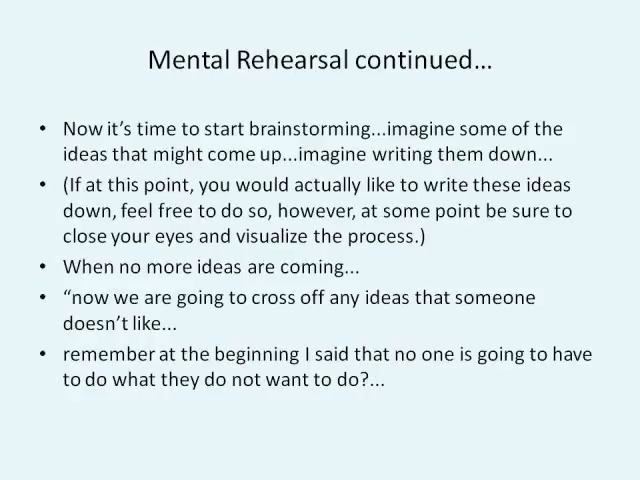 Mental Rehearsal continued…
• Now it's time to start brainstorming...imagine some of the
ideas that might come up...imagine writing them down...
• (If at this point, you would actually like to write these ideas
down, feel free to do so, however, at some point be sure to
close your eyes and visualize the process.)
• When no more ideas are coming...
• “now we are going to cross off any ideas that someone
doesn't like...
• remember at the beginning I said that no one is going to have
to do what they do not want to do?...